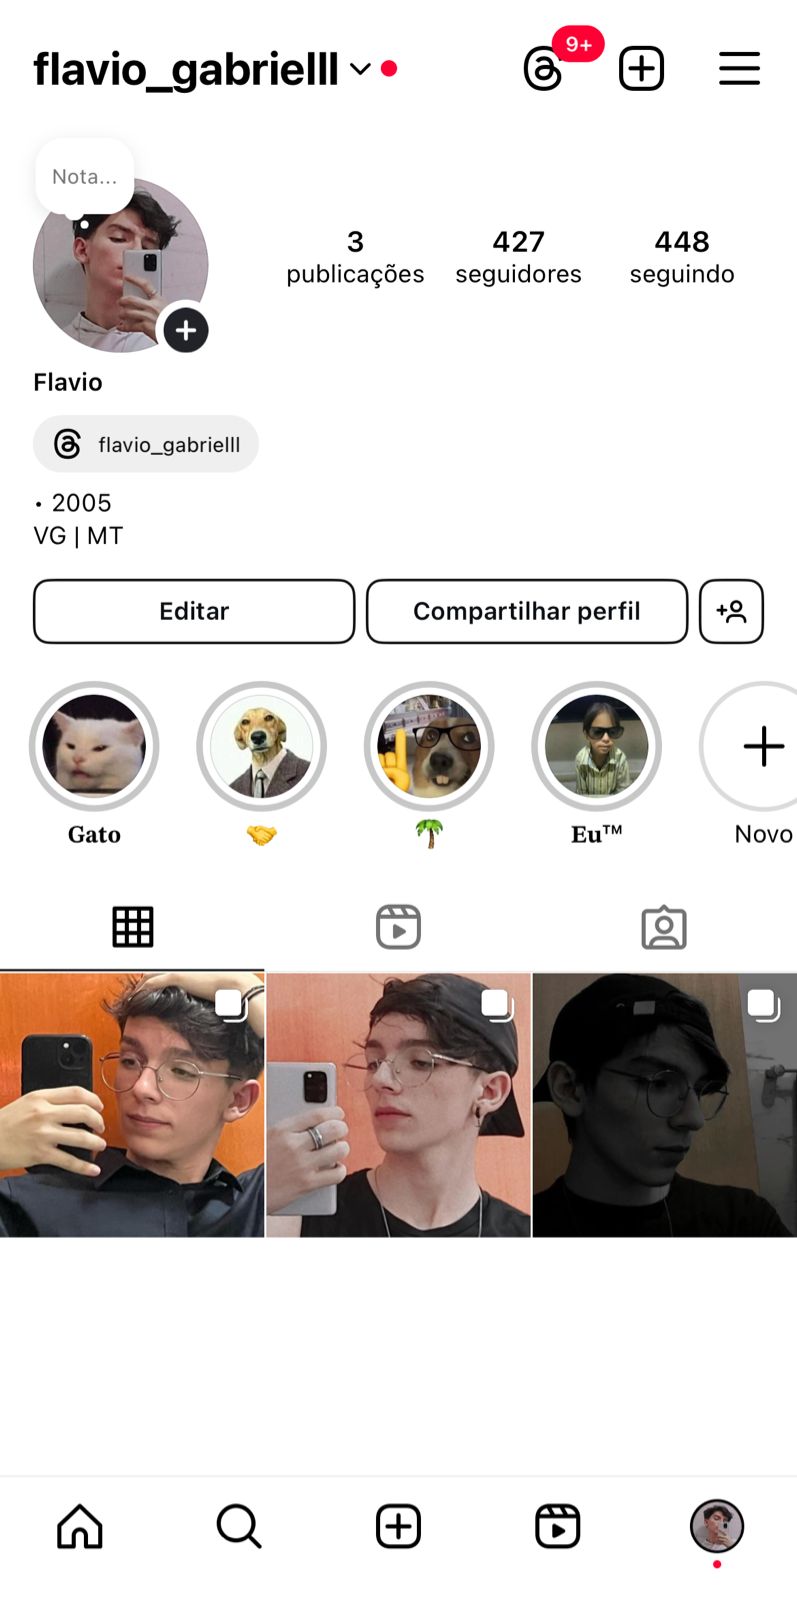 flavio_gabrielll
9+
Nota...
3
publicações
427
seguidores
448
seguindo
Flavio
flavio_gabrielll
• 2005
VG | MT
Editar
Compartilhar perfil
Gato
🤝
🌴
Eu™
Novo